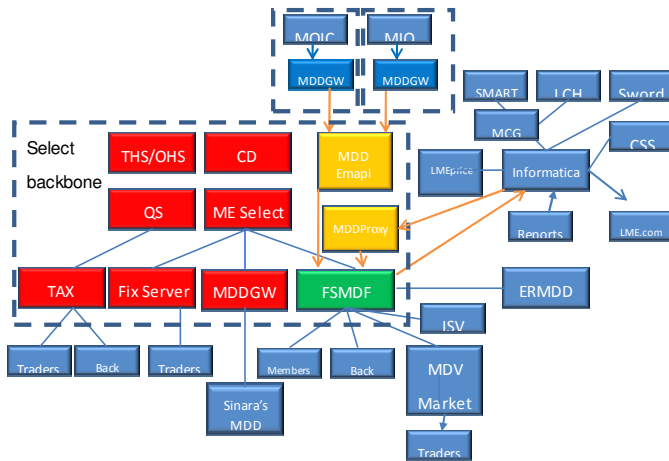 MOIC
MIO
MDDGW
MDDGW
SMART
LCH
Sword
MCG
CSS
Select
backbone
THS/OHS
CD
MDD
Emapi
LMEprice
Informatica
QS
ME Select
MDDProxy
Reports
LME.com
TAX
Fix Server
MDDGW
FSMDF
ERMDD
ISV
Traders
Back
Traders
Members
Back
MDV
Market
Sinara's
MDD
Traders